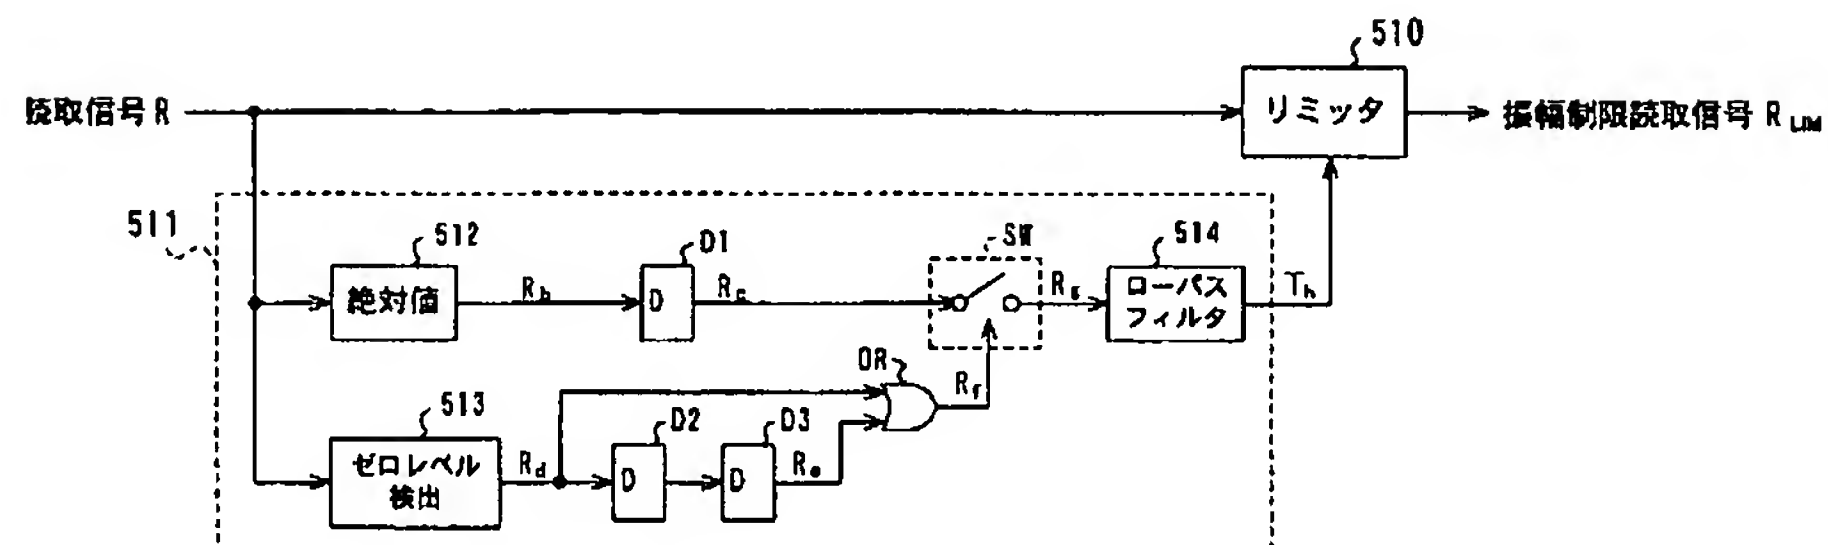 510
読取信号 R
リミッタ
振幅制限読取信号 R LIM
511
512
絶対値
Rb
D1
D
Rc
SW
Rg
514
ローパス
フィルタ
Th
OR
Rf
513
ゼロレベル
検出
Rd
D2
D
D3
D
Re